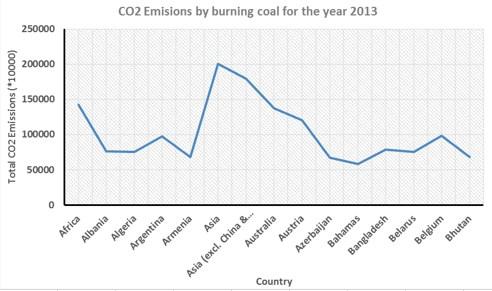 CO2 Emisions by burning coal for the year 2013
Total CO2 Emissions (*10000)
250000
200000
150000
100000
50000
0
Africa
Albania
Algeria
Argentina
Armenia
Asia
Asia (excl. China &...
Australia
Austria
Azerbaijan
Bahamas
Bangladesh
Belarus
Belgium
Bhutan
Country